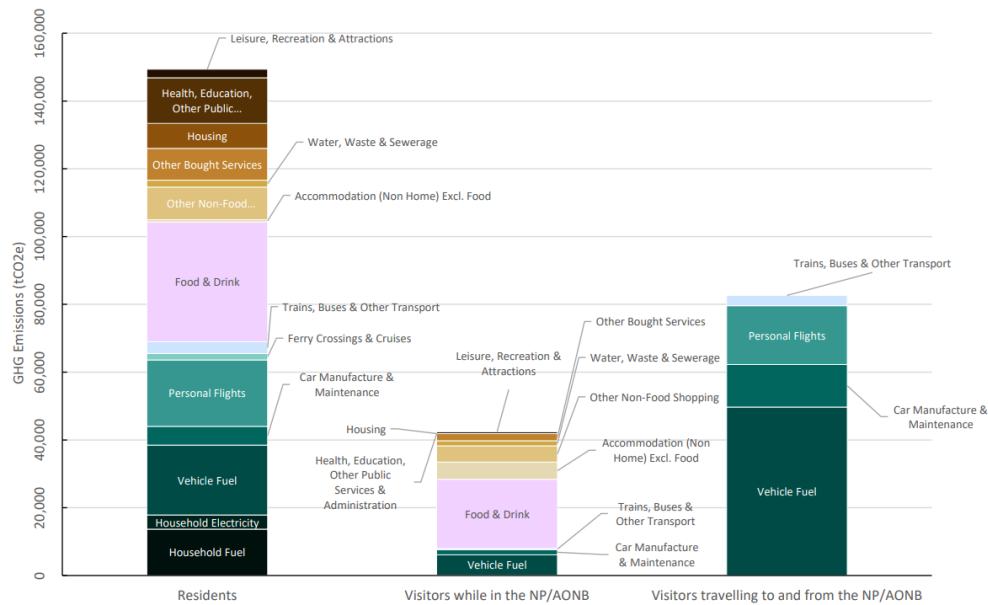 GHG Emissions (tCO2e)
160,000
140,000
120,000
100,000
80,000
60,000
40,000
20,000
0
Leisure, Recreation & Attractions
Health, Education,
Other Public...
Housing
Other Bought Services
Water, Waste & Sewerage
Other Non-Food...
Accommodation (Non Home) Excl. Food
Food & Drink
Trains, Buses & Other Transport
Ferry Crossings & Cruises
Personal Flights
Car Manufacture &
Maintenance
Vehicle Fuel
Household Electricity
Household Fuel
Residents
Leisure, Recreation &
Attractions
Other Bought Services
Water, Waste & Sewerage
Other Non-Food Shopping
Housing
Health, Education,
Other Public
Services &
Administration
Accommodation (Non
Home) Excl. Food
Food & Drink
Trains, Buses &
Other Transport
Car Manufacture
& Maintenance
Vehicle Fuel
Visitors while in the NP/AONB
Trains, Buses & Other Transport
Personal Flights
Car Manufacture &
Maintenance
Vehicle Fuel
Visitors travelling to and from the NP/AONB